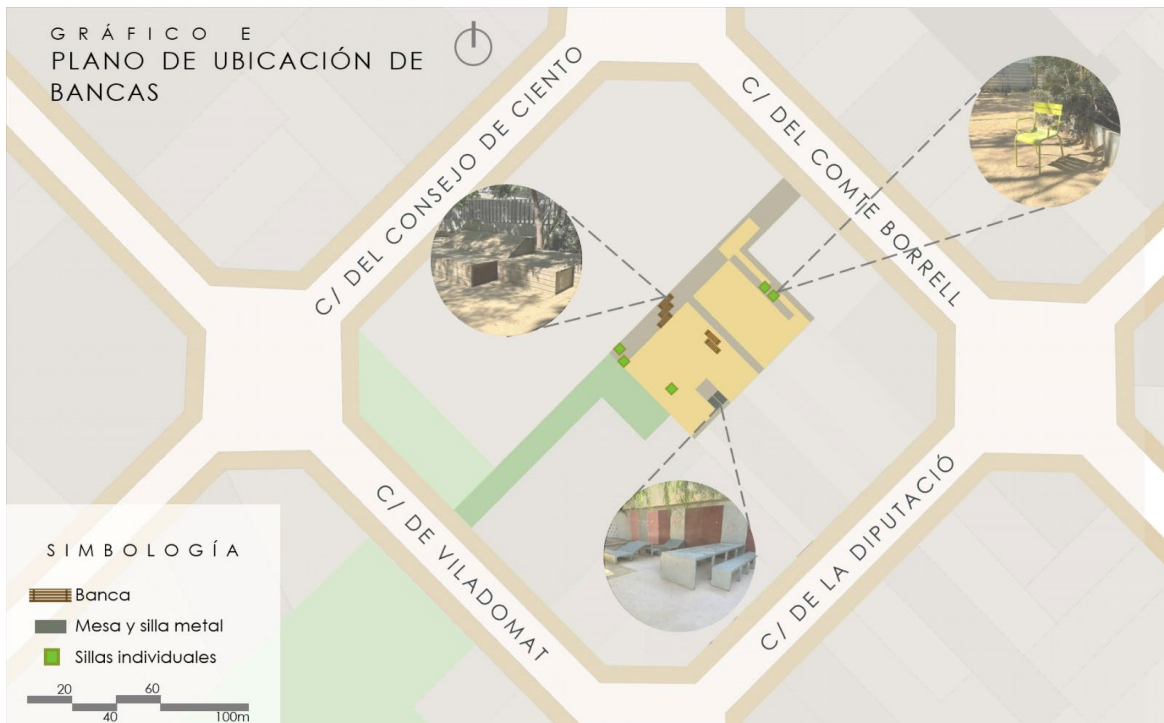 GRÁFICO E
PLANO DE UBICACIÓN DE
BANCAS
C/ DEL CONSEJO DE CIENTO
C/ DEL COMTE BORRELL
C/ DE VILADOMAT
C/ DE LA DIPUTACIÓ
SIMBOLOGÍA
Banca
Mesa y silla metal
Sillas individuales
20 60
40 100m